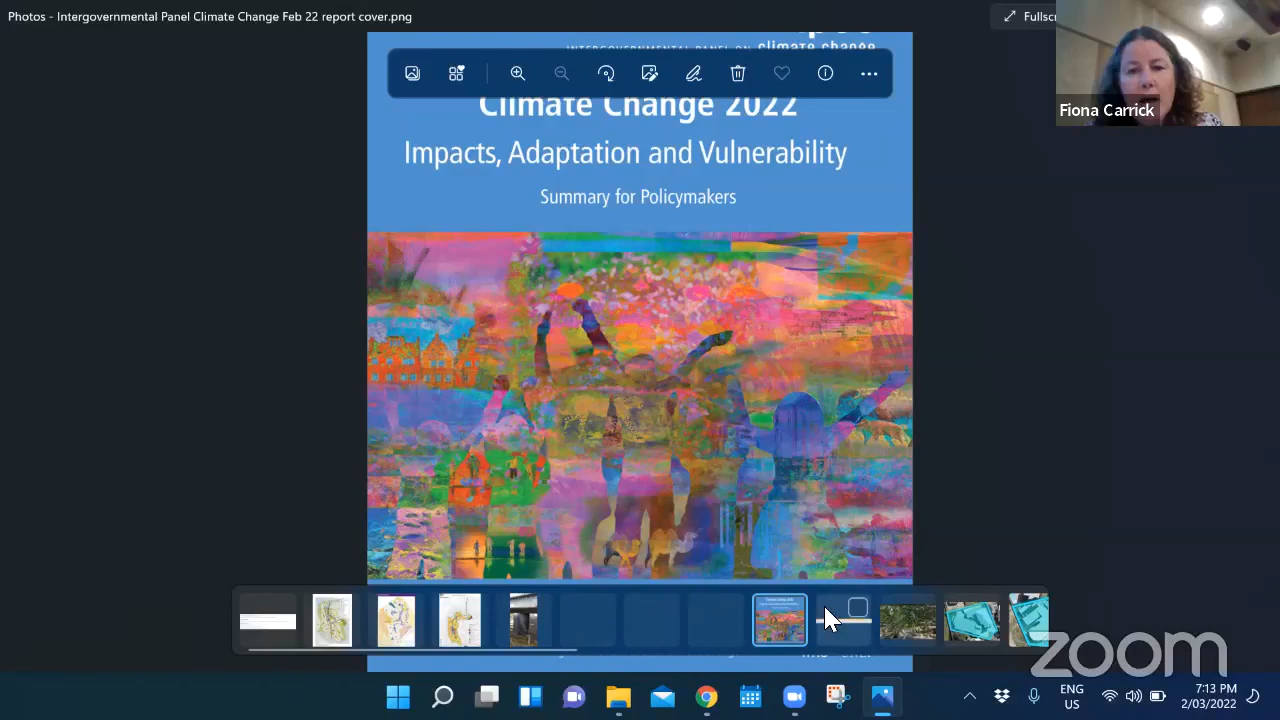 Photos - Intergovernmental Panel Climate Change Feb 22 report cover.png
INTERGOVERNMENTAL PANEL ON climate change
Climate Change 2022
Impacts, Adaptation and Vulnerability
Summary for Policymakers
Fiona Carrick
zoom
ENG
US
7:13 PM
2/03/2022